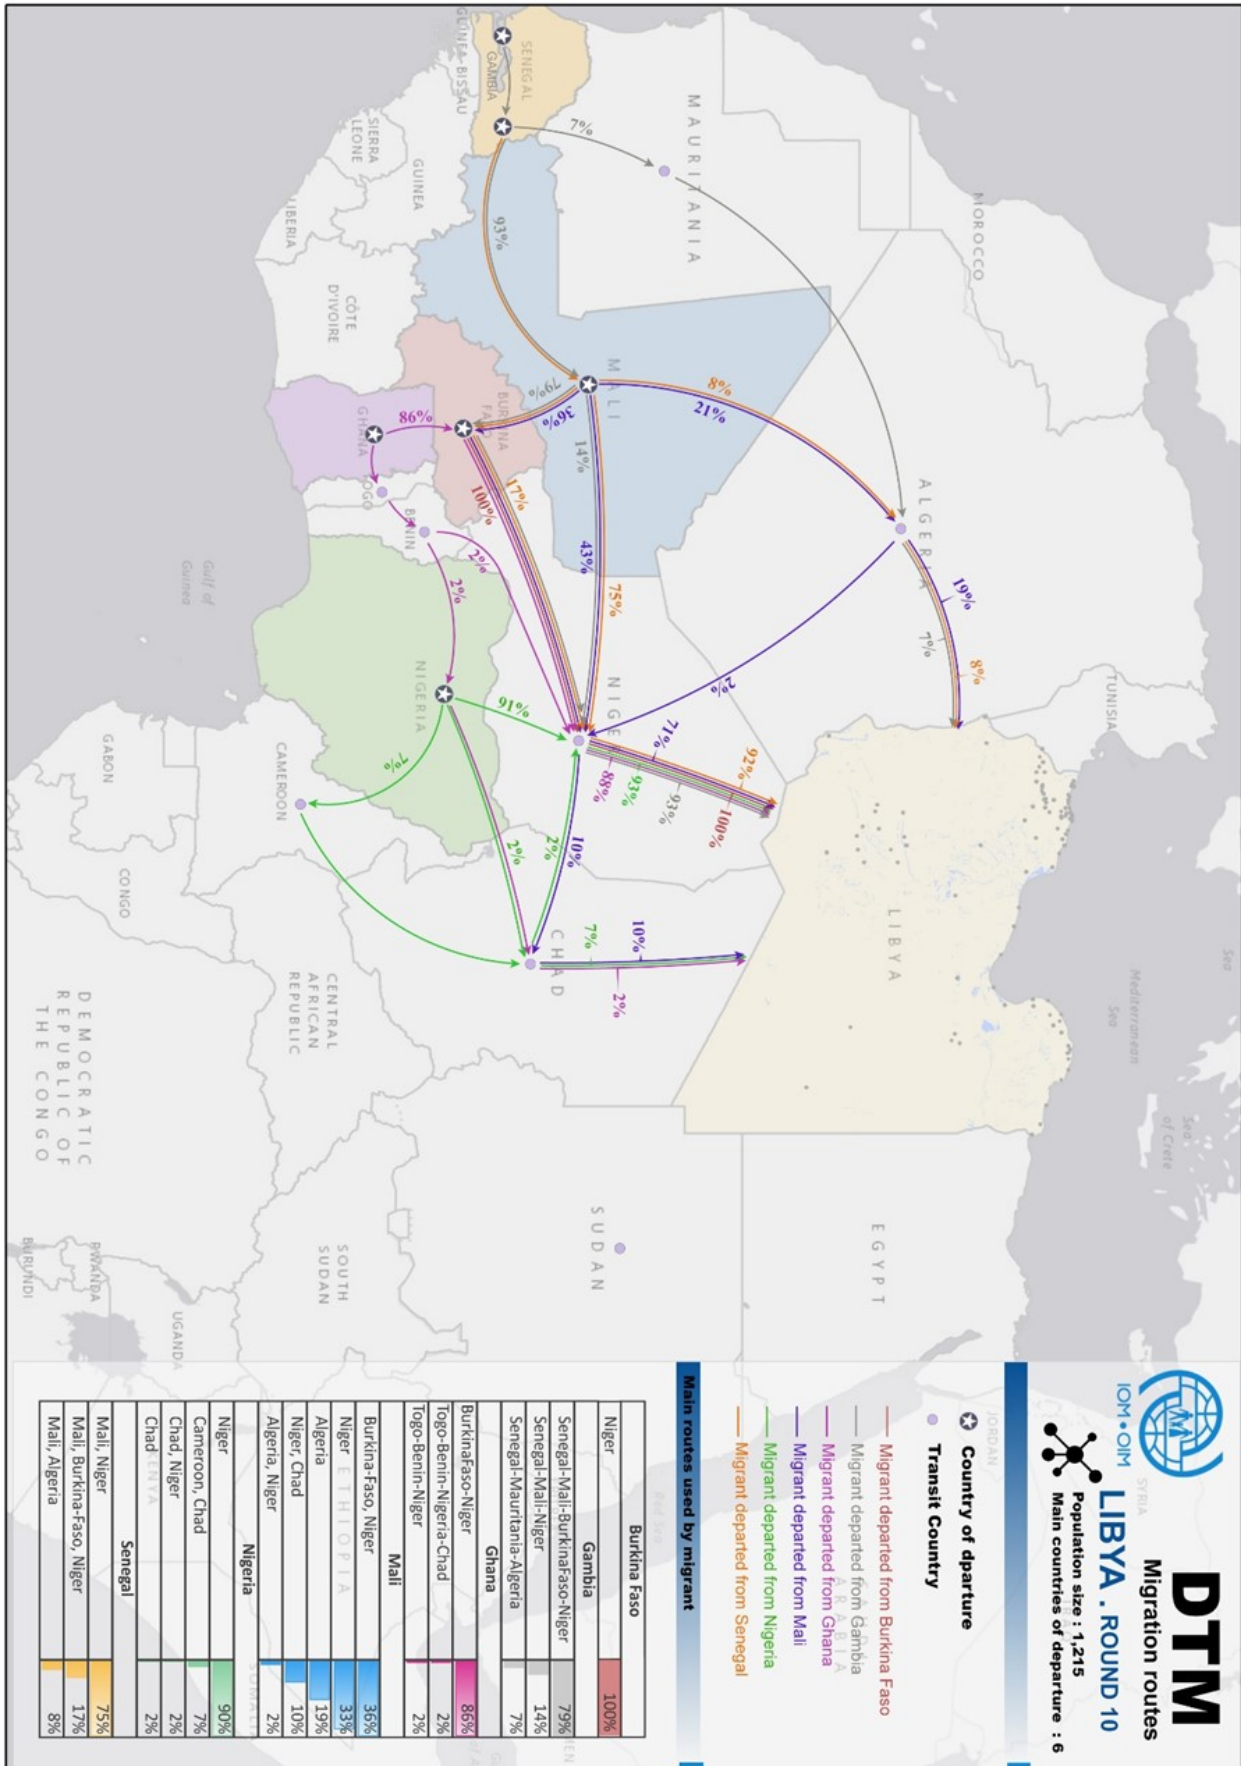 DTM
Migration routes
IOM • OIM
LIBYA . ROUND 10
Population size : 1,215
Main countries of departure : 6
Country of dparture
Transit Country
Migrant departed from Burkina Faso
Migrant departed from Gambia
Migrant departed from Ghana
Migrant departed from Mali
Migrant departed from Nigeria
Migrant departed from Senegal
Main routes used by migrant
Burkina Faso
Niger 100%
Gambia
Senegal-Mali-BurkinaFaso-Niger 79%
Senegal-Mali-Niger 14%
Senegal-Mauritania-Algeria 7%
Ghana
BurkinaFaso-Niger 86%
Togo-Benin-Nigeria-Chad 2%
Togo-Benin-Niger 2%
Mali
Burkina-Faso, Niger 36%
Niger 33%
Algeria 19%
Niger, Chad 10%
Algeria, Niger 2%
Nigeria
Niger 90%
Cameroon, Chad 7%
Chad, Niger 2%
Chad 2%
Senegal
Mali, Niger 75%
Mali, Burkina-Faso, Niger 17%
Mali, Algeria 8%
MOROCCO
TUNISIA
Mediterranean
Sea
Sea
Sea
of Crete
ALGERIA
LIBYA
EGYPT
JORDAN
SYRIA
ARABIA
Red Sea
MAURITANIA
MALI
NIGE
CHAD
SUDAN
SENEGAL
GAMBIA
GUINEA-BISSAU
GUINEA
SIERRA
LEONE
LIBERIA
CÔTE
D'IVOIRE
BURKINA
FASO
GHANA
TOGO
BENIN
NIGERIA
Gulf of
Guinea
CAMEROON
CENTRAL
AFRICAN
REPUBLIC
SOUTH
SUDAN
ETHIOPIA
GABON
CONGO
DEMOCRATIC
REPUBLIC OF
THE CONGO
UGANDA
RWANDA
BURUNDI
KENYA
7%
93%
79%
36%
14%
8%
21%
43%
75%
17%
100%
86%
2%
2%
91%
7%
2%
2%
10%
2%
19%
7%
8%
71%
92%
88%
93%
93%
100%
7%
10%
2%